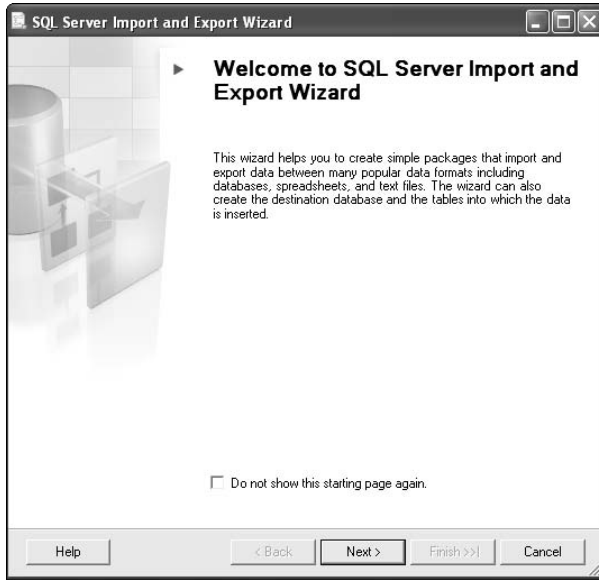 SQL Server Import and Export Wizard
Welcome to SQL Server Import and
Export Wizard
This wizard helps you to create simple packages that import and
export data between many popular data formats including
databases, spreadsheets, and text files. The wizard can also
create the destination database and the tables into which the data
is inserted.
Do not show this starting page again.
Help
< Back
Next >
Finish >>|
Cancel